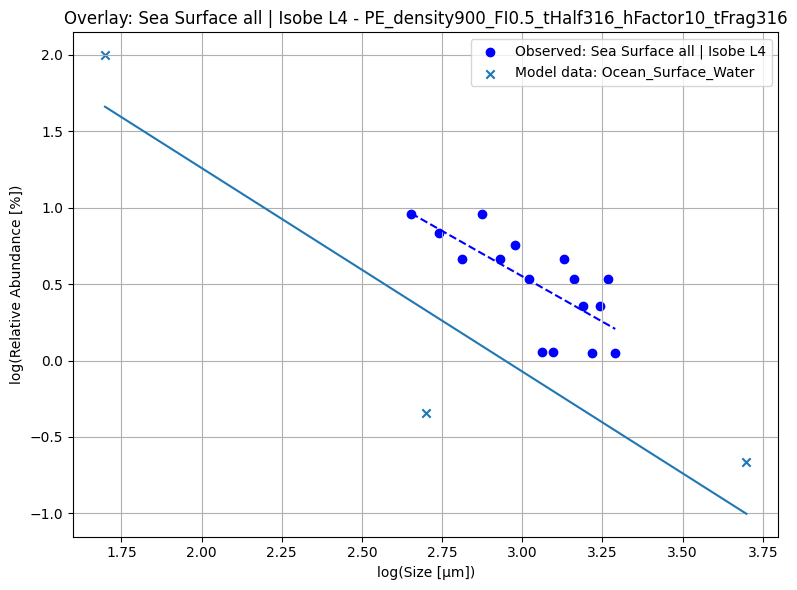 Overlay: Sea Surface all | Isobe L4 - PE_density900_FI0.5_tHalf316_hFactor10_tFrag316
Observed: Sea Surface all | Isobe L4
Model data: Ocean_Surface_Water
log(Relative Abundance [%])
2.0
1.5
1.0
0.5
0.0
−0.5
−1.0
1.75 2.00 2.25 2.50 2.75 3.00 3.25 3.50 3.75
log(Size [μm])